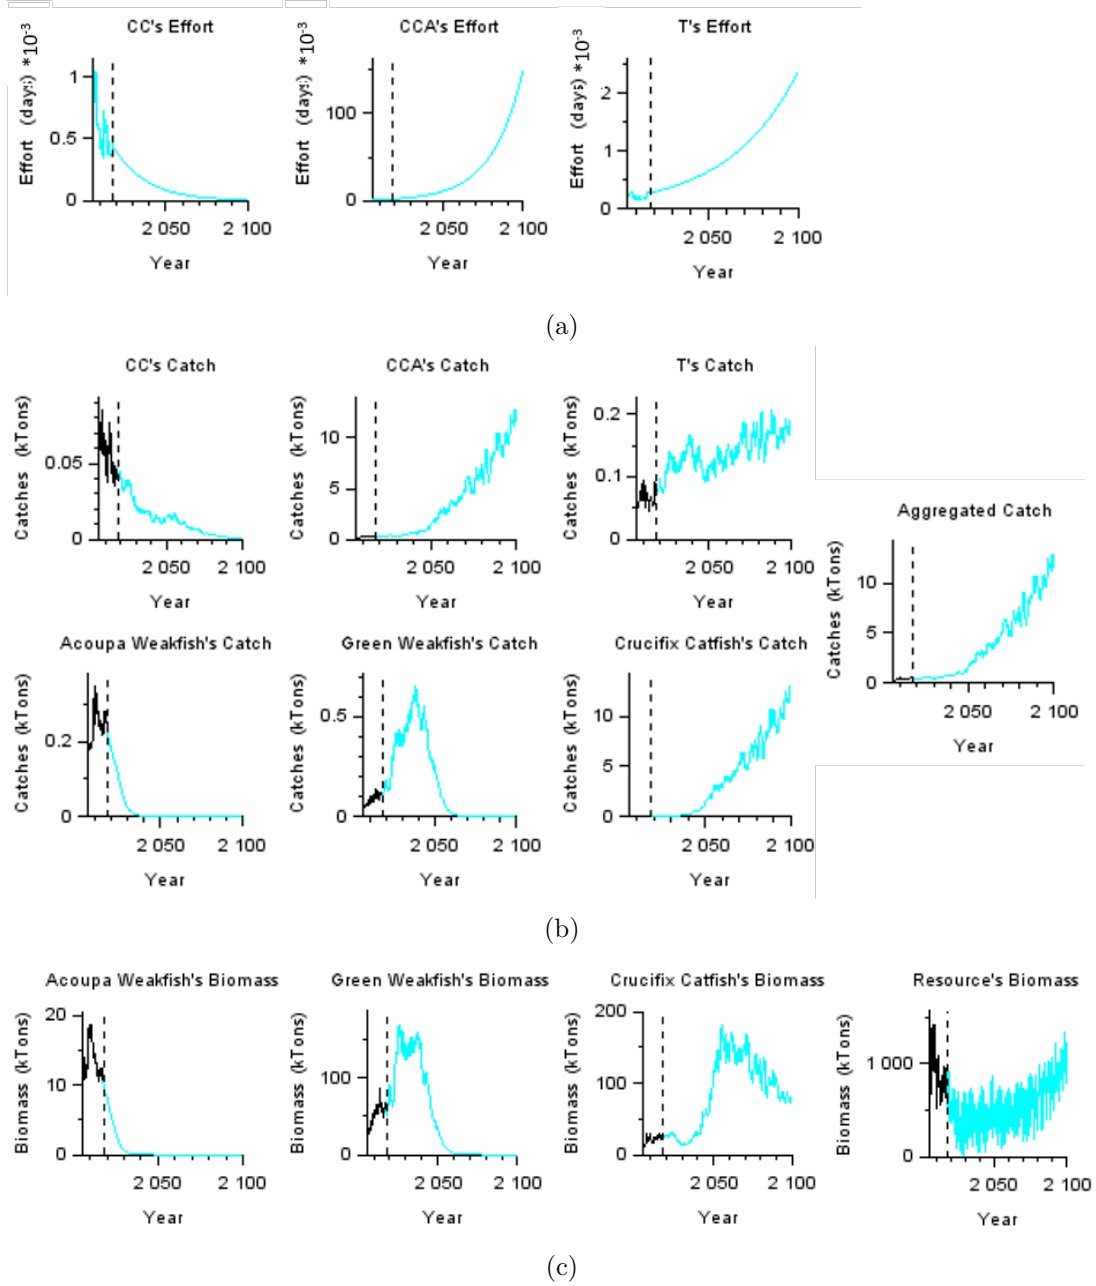 CC's Effort
Effort (days) *10-3
1
0.5
0
2 050 2 100
Year
CCA's Effort
Effort (days) *10-3
100
0
2 050 2 100
Year
T's Effort
Effort (days) *10-3
2
1
0
2 050 2 100
Year
(a)
CC's Catch
Catches (kTons)
0.05
0
2 050 2 100
Year
CCA's Catch
Catches (kTons)
10
5
0
2 050 2 100
Year
T's Catch
Catches (kTons)
0.2
0.1
0
2 050 2 100
Year
Aggregated Catch
Catches (kTons)
10
5
0
2 050 2 100
Year
Acoupa Weakfish's Catch
Catches (kTons)
0.2
0
2 050 2 100
Year
Green Weakfish's Catch
Catches (kTons)
0.5
0
2 050 2 100
Year
Crucifix Catfish's Catch
Catches (kTons)
10
5
0
2 050 2 100
Year
(b)
Acoupa Weakfish's Biomass
Biomass (kTons)
20
10
0
2 050 2 100
Year
Green Weakfish's Biomass
Biomass (kTons)
100
0
2 050 2 100
Year
Crucifix Catfish's Biomass
Biomass (kTons)
200
100
0
2 050 2 100
Year
Resource's Biomass
Biomass (kTons)
1 000
0
2 050 2 100
Year
(c)